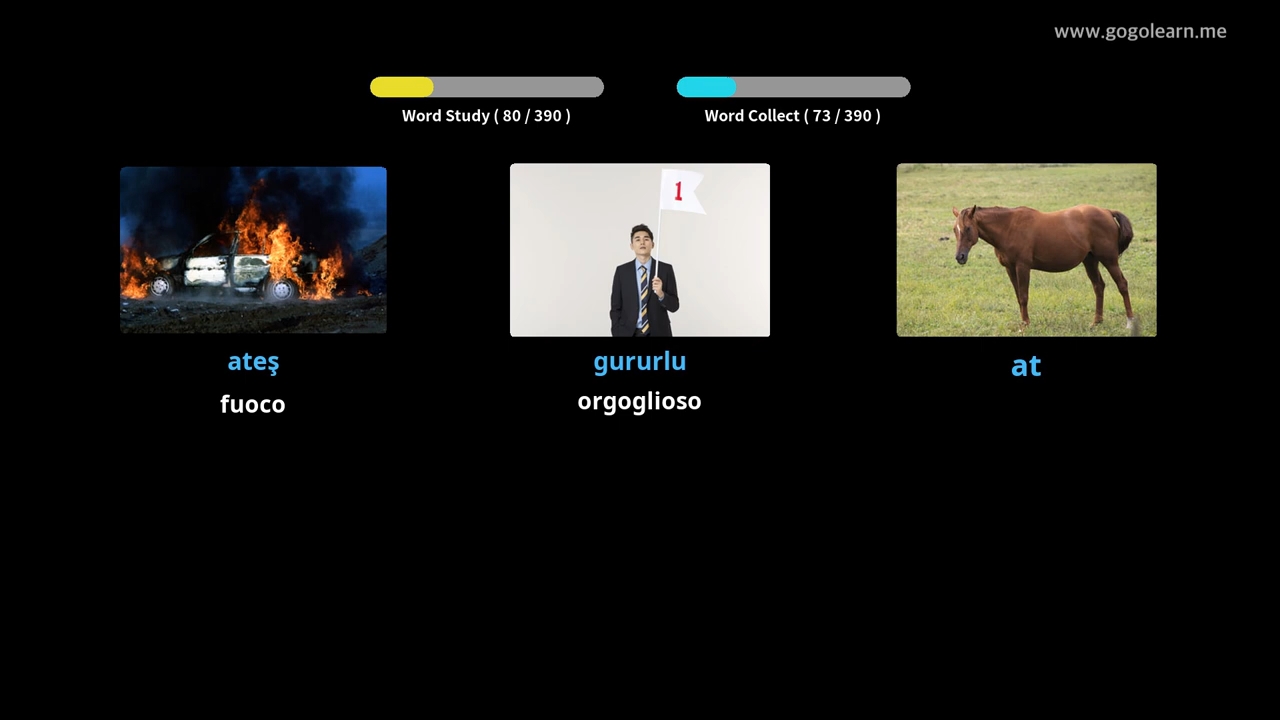 www.gogolearn.me
Word Study ( 80 / 390 )
Word Collect ( 73 / 390 )
1
ateş
fuoco
gururlu
orgoglioso
at